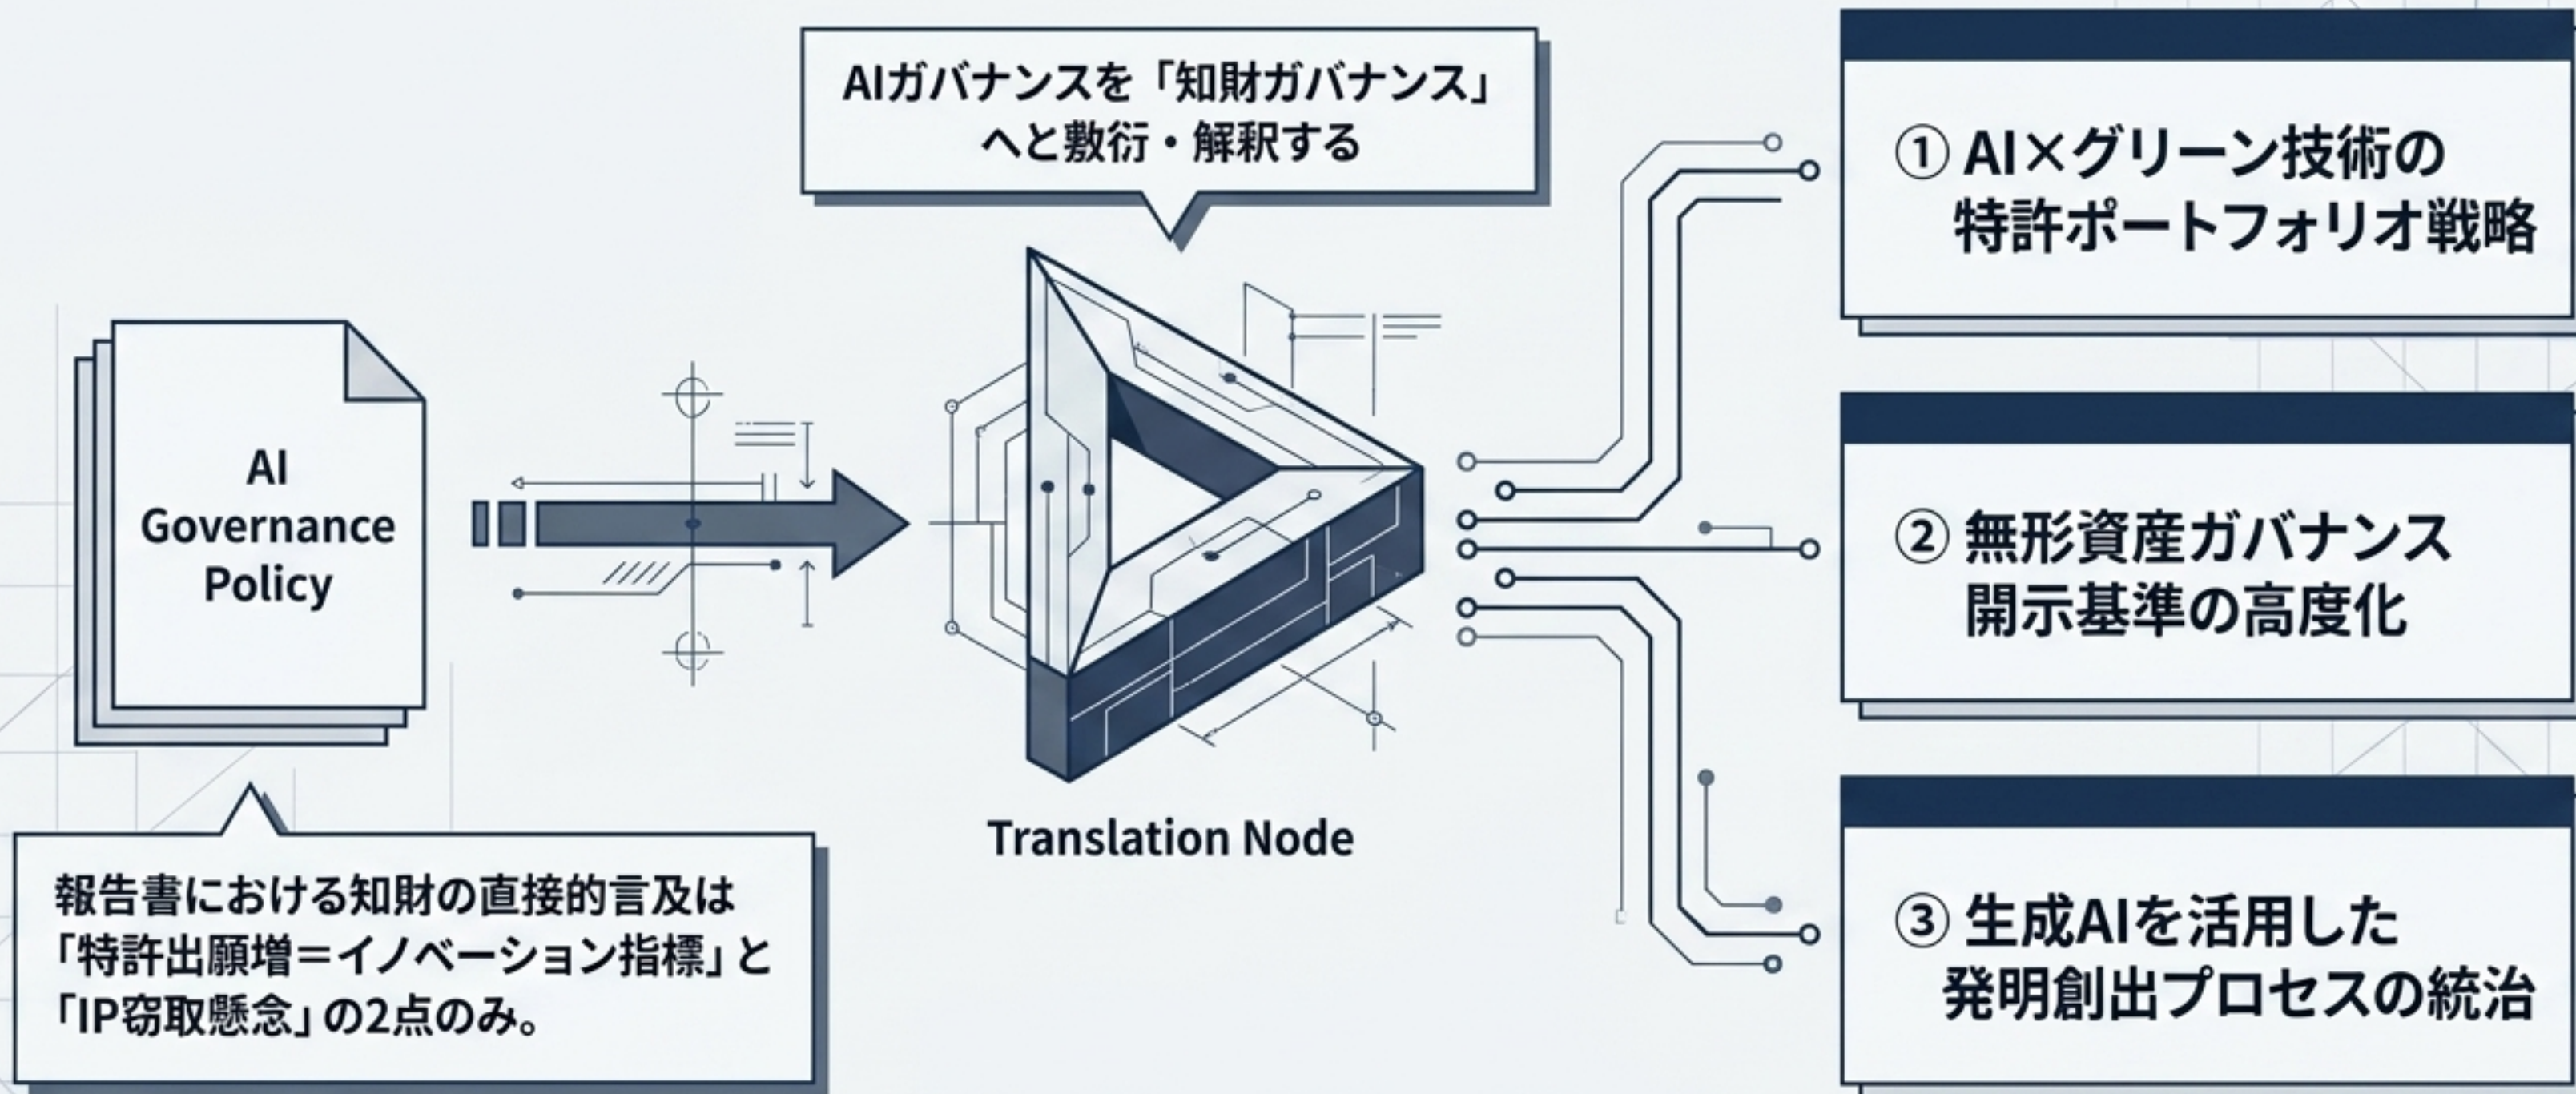 AIガバナンスを「知財ガバナンス」
へと敷衍・解釈する
AI
Governance
Policy
報告書における知財の直接的言及は
「特許出願増＝イノベーション指標」と
「IP窃取懸念」の2点のみ。
Translation Node
① AI×グリーン技術の
特許ポートフォリオ戦略
② 無形資産ガバナンス
開示基準の高度化
③ 生成AIを活用した
発明創出プロセスの統治